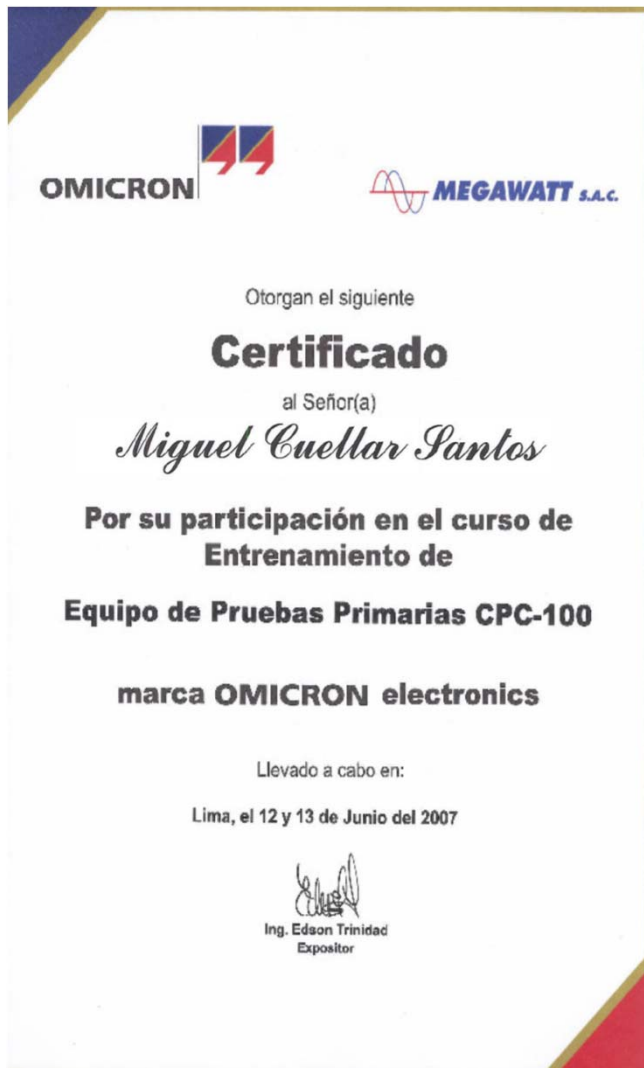 OMICRON
MEGAWATT S.A.C.
Otorgan el siguiente
Certificado
al Señor(a)
Miguel Cuellar Santos
Por su participación en el curso de
Entrenamiento de
Equipo de Pruebas Primarias CPC-100
marca OMICRON electronics
Llevado a cabo en:
Lima, el 12 y 13 de Junio del 2007
Ing. Edson Trinidad
Expositor